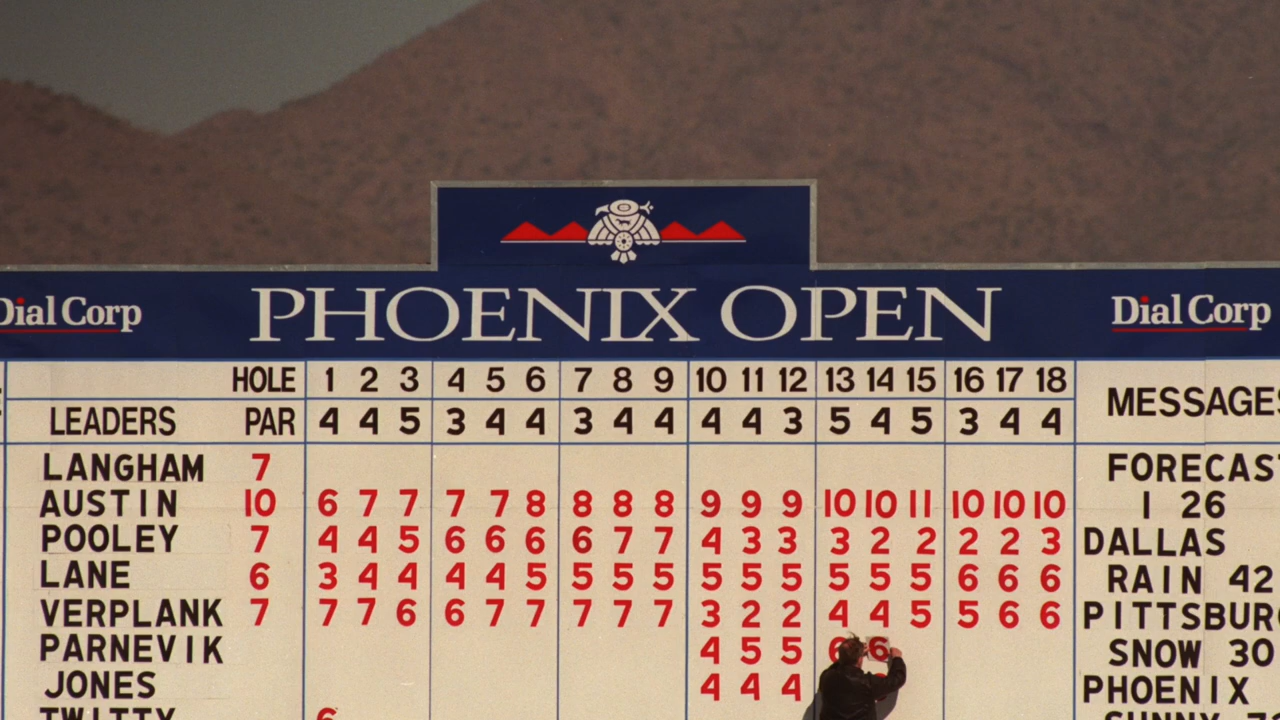 Dial Corp PHOENIX OPEN Dial Corp
HOLE 1 2 3 4 5 6 7 8 9 10 11 12 13 14 15 16 17 18
LEADERS PAR 4 4 5 3 4 4 3 4 4 4 4 3 5 4 5 3 4 4 MESSAGES
LANGHAM 7 FORECAST
AUSTIN 10 6 7 7 7 7 8 8 8 8 9 9 9 10 10 11 10 10 10 1 26
POOLEY 7 4 4 5 6 6 6 6 7 7 4 3 3 3 2 2 2 2 3 DALLAS
LANE 6 3 4 4 4 4 5 5 5 5 5 5 5 5 5 5 6 6 6 RAIN 42
VERPLANK 7 7 7 6 6 7 7 7 7 7 3 2 2 4 4 5 5 6 6 PITTSBURG
PARNEVIK 4 5 5 6 6 SNOW 30
JONES 4 4 4 PHOENIX
TWITTY 6 SUNNY